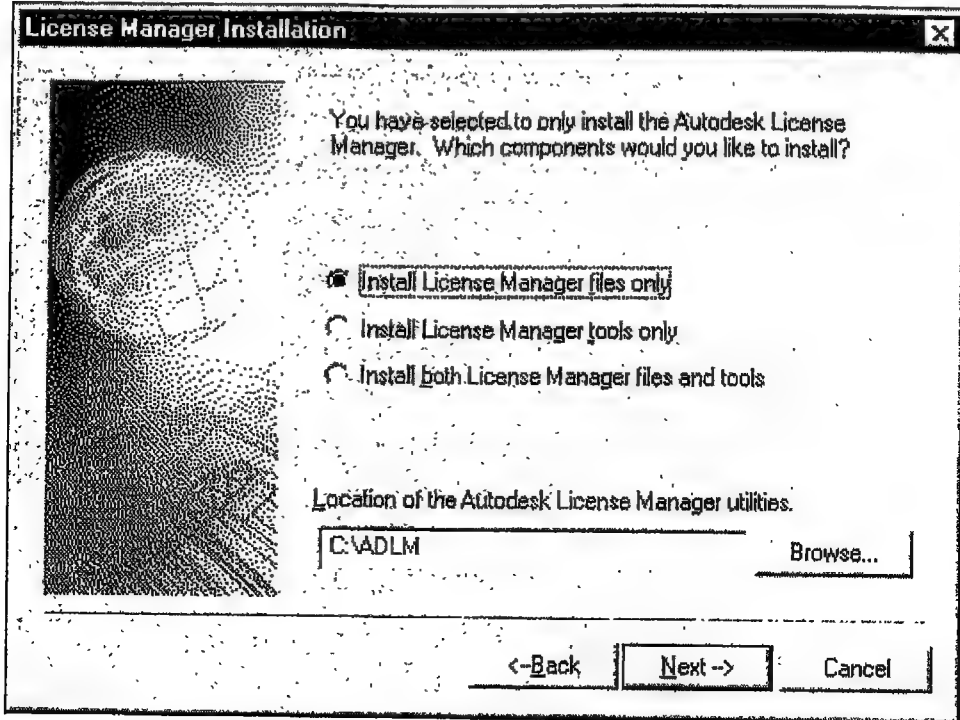 License Manager Installation
You have selected to only install the Autodesk License
Manager. Which components would you like to install?
Install License Manager files only
Install License Manager tools only
Install both License Manager files and tools
Location of the Autodesk License Manager utilities.
C:\ADLM
Browse...
<-Back
Next -->
Cancel